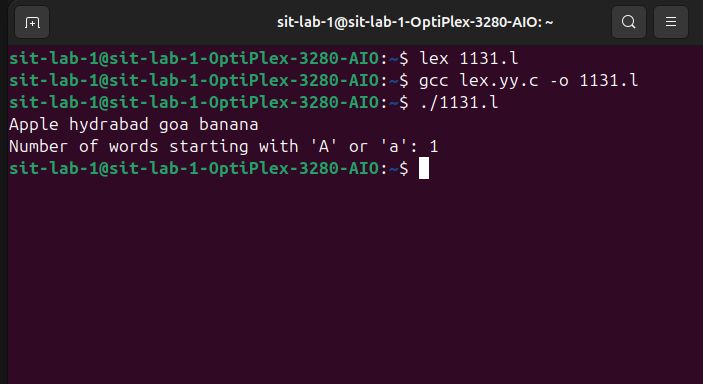 sit-lab-1@sit-lab-1-OptiPlex-3280-AIO: ~
sit-lab-1@sit-lab-1-OptiPlex-3280-AIO:~$ lex 1131.l
sit-lab-1@sit-lab-1-OptiPlex-3280-AIO:~$ gcc lex.yy.c -o 1131.l
sit-lab-1@sit-lab-1-OptiPlex-3280-AIO:~$ ./1131.l
Apple hydrabad goa banana
Number of words starting with 'A' or 'a': 1
sit-lab-1@sit-lab-1-OptiPlex-3280-AIO:~$